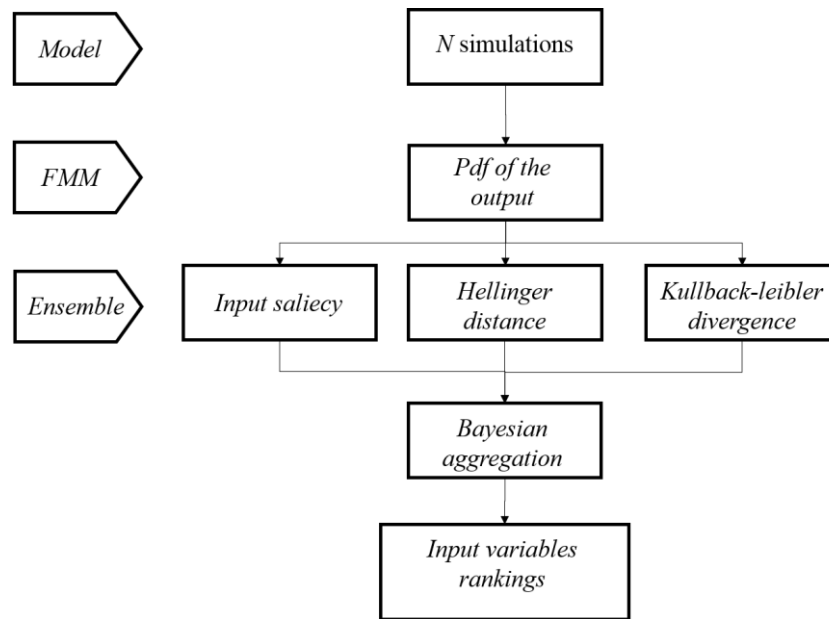 Model
N simulations
FMM
Pdf of the
output
Ensemble
Input saliecy
Hellinger
distance
Kullback-leibler
divergence
Bayesian
aggregation
Input variables
rankings